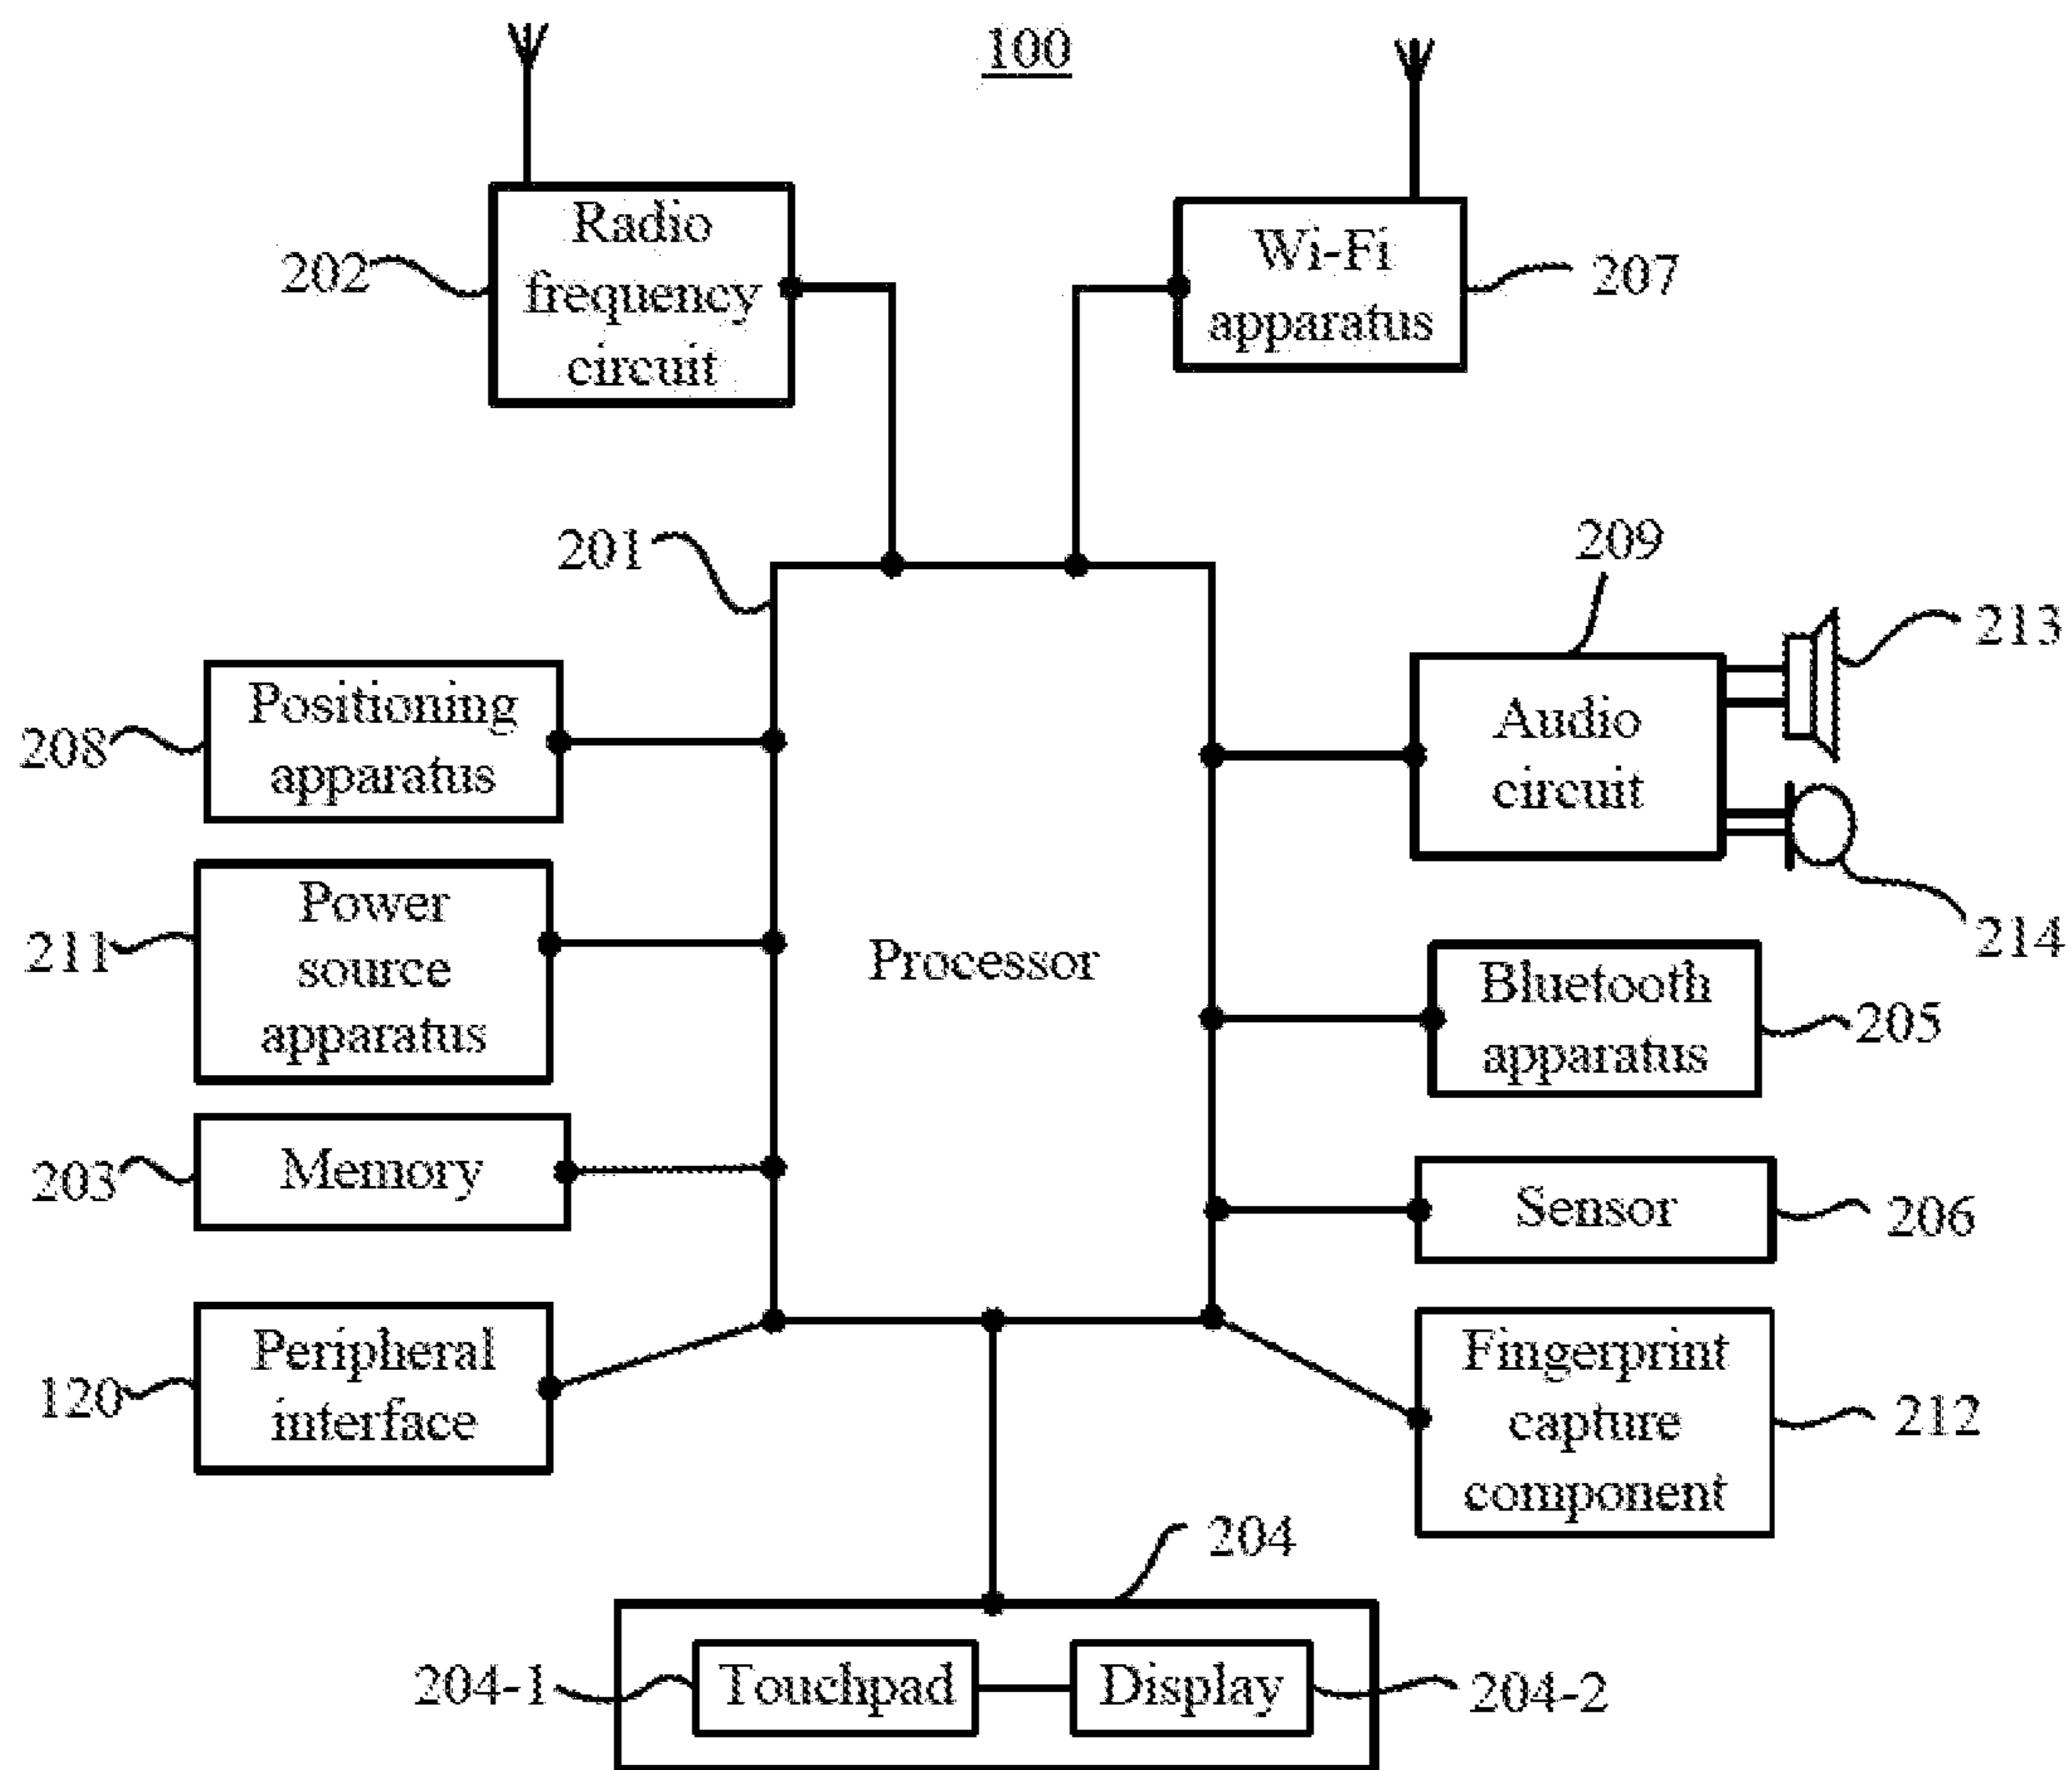 100
Radio
frequency
circuit
202
Wi-Fi
apparatus
207
201
209
213
Positioning
apparatus
208
Audio
circuit
214
Power
source
apparatus
211
Processor
Bluetooth
apparatus
205
Memory
203
Sensor
206
Peripheral
interface
120
Fingerprint
capture
component
212
204
204-1
Touchpad
Display
204-2